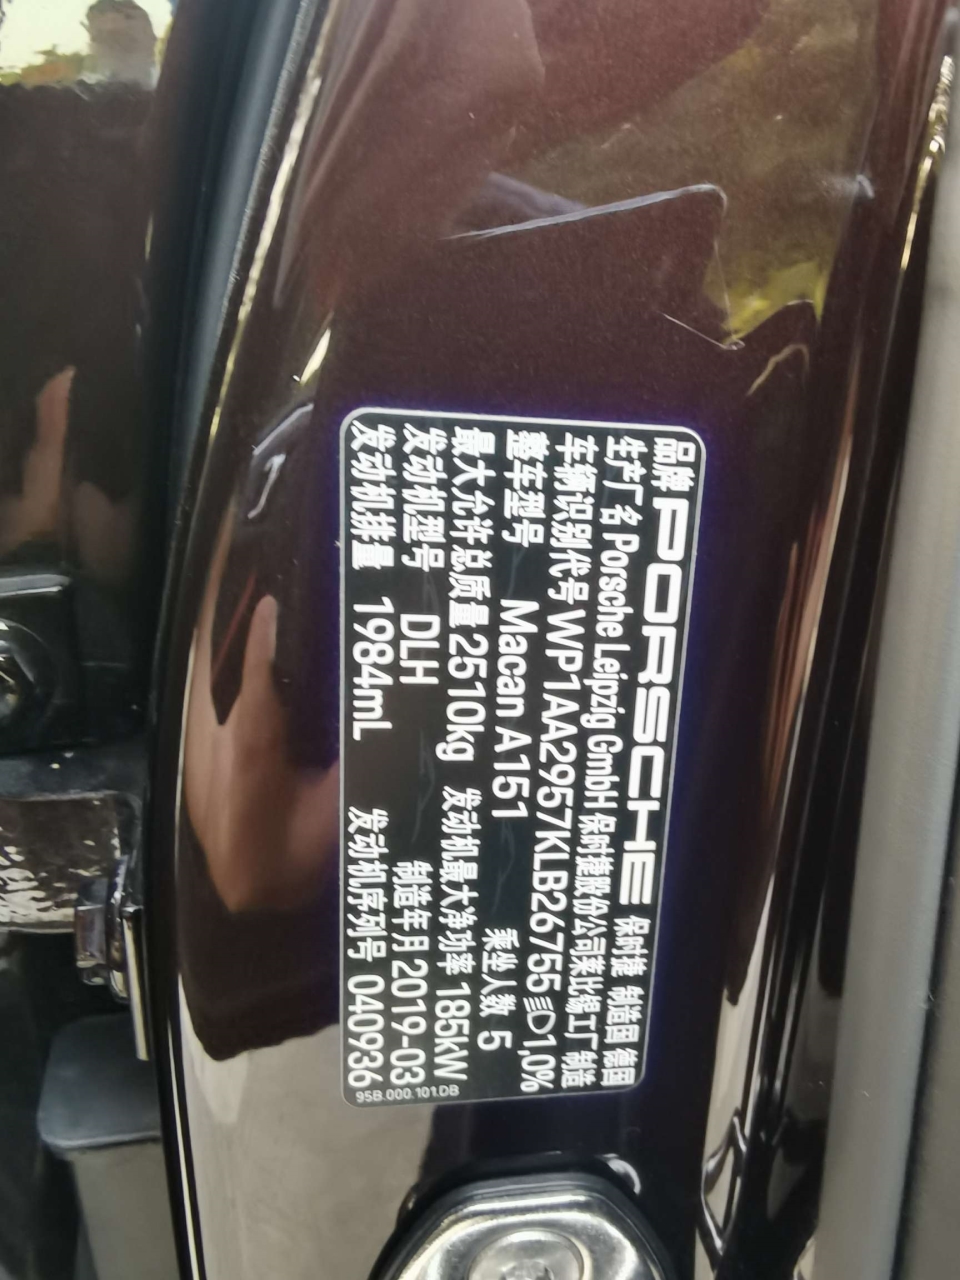 品牌 PORSCHE 保时捷 制造国 德国
生产厂名 Porsche Leipzig GmbH 保时捷股份公司莱比锡工厂 制造
车辆识别代号 WP1AA2957KLB26755 1,0%
整车型号 Macan A151 乘坐人数 5
最大允许总质量 2510kg 发动机最大净功率 185kW
发动机型号 DLH 制造年月 2019-03
发动机排量 1984mL 发动机序列号 040936
95B.000.101.DB